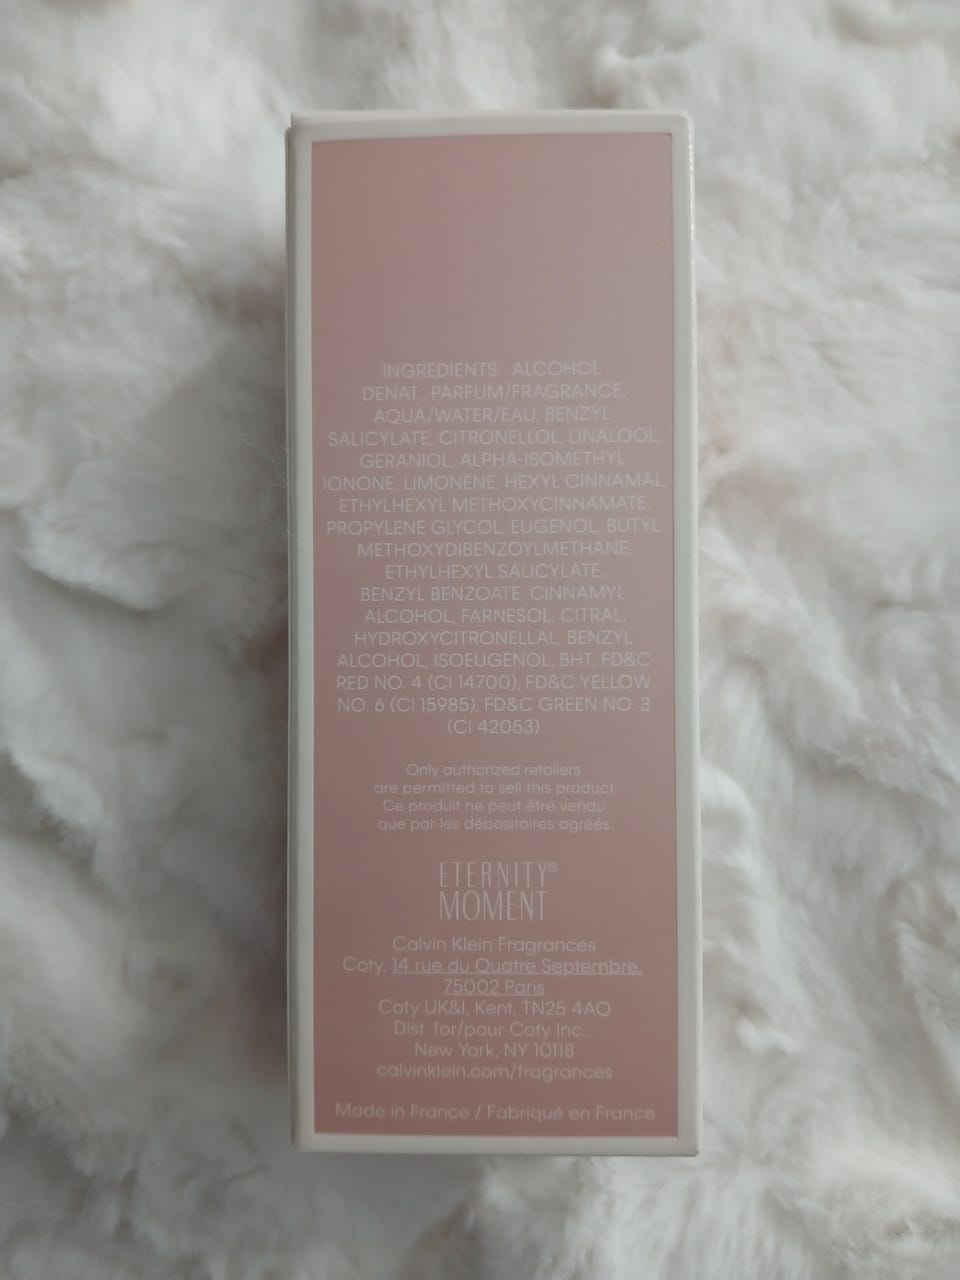 INGREDIENTS ALCOHOL
DENAT., PARFUM/FRAGRANCE,
AQUA/WATER/EAU, BENZYL
SALICYLATE, CITRONELLOL, LINALOOL,
GERANIOL, ALPHA-ISOMETHYL
IONONE, LIMONENE, HEXYL CINNAMAL,
ETHYLHEXYL METHOXYCINNAMATE,
PROPYLENE GLYCOL, EUGENOL, BUTYL
METHOXYDIBENZOYLMETHANE,
ETHYLHEXYL SALICYLATE,
BENZYL BENZOATE, CINNAMYL
ALCOHOL, FARNESOL, CITRAL,
HYDROXYCITRONELLAL, BENZYL
ALCOHOL, ISOEUGENOL, BHT, FD&C
RED NO. 4 (CI 14700), FD&C YELLOW
NO. 6 (CI 15985), FD&C GREEN NO. 3
(CI 42053).
Only authorized retailers
are permitted to sell this product
Ce produit ne peut être vendu
que par les dépositaires agréés.
ETERNITY®
MOMENT
Calvin Klein Fragrances
Coty, 14 rue du Quatre Septembre,
75002 Paris
Coty UK&I, Kent, TN25 4AQ
Dist. for/pour Coty Inc.,
New York, NY 10118
calvinklein.com/fragrances
Made in France / Fabriqué en France